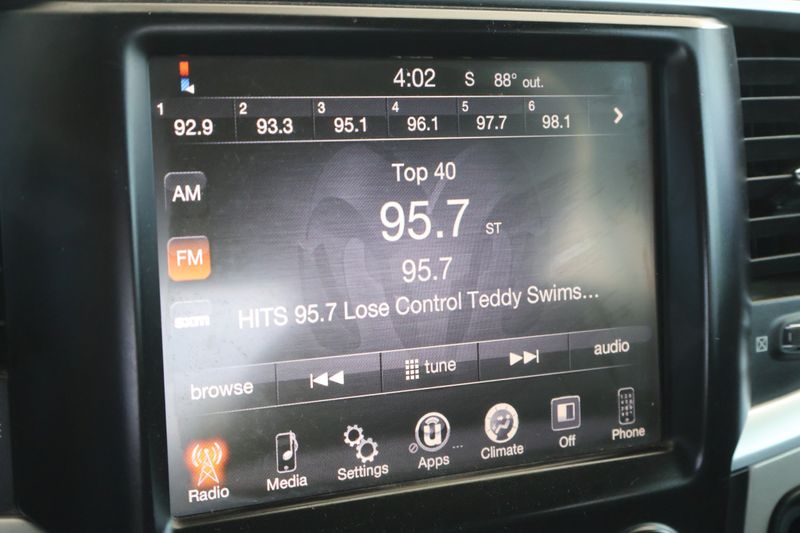 4:02 S 88° out.
1 2 3 4 5 6
92.9 93.3 95.1 96.1 97.7 98.1
Top 40
AM
95.7 ST
FM
95.7
sxm
HITS 95.7 Lose Control Teddy Swims...
browse tune audio
Radio Media Settings Apps Climate Off Phone